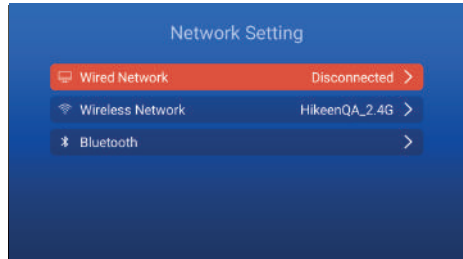 Network Setting
Wired Network Disconnected
Wireless Network HikeenQA_2.4G
Bluetooth